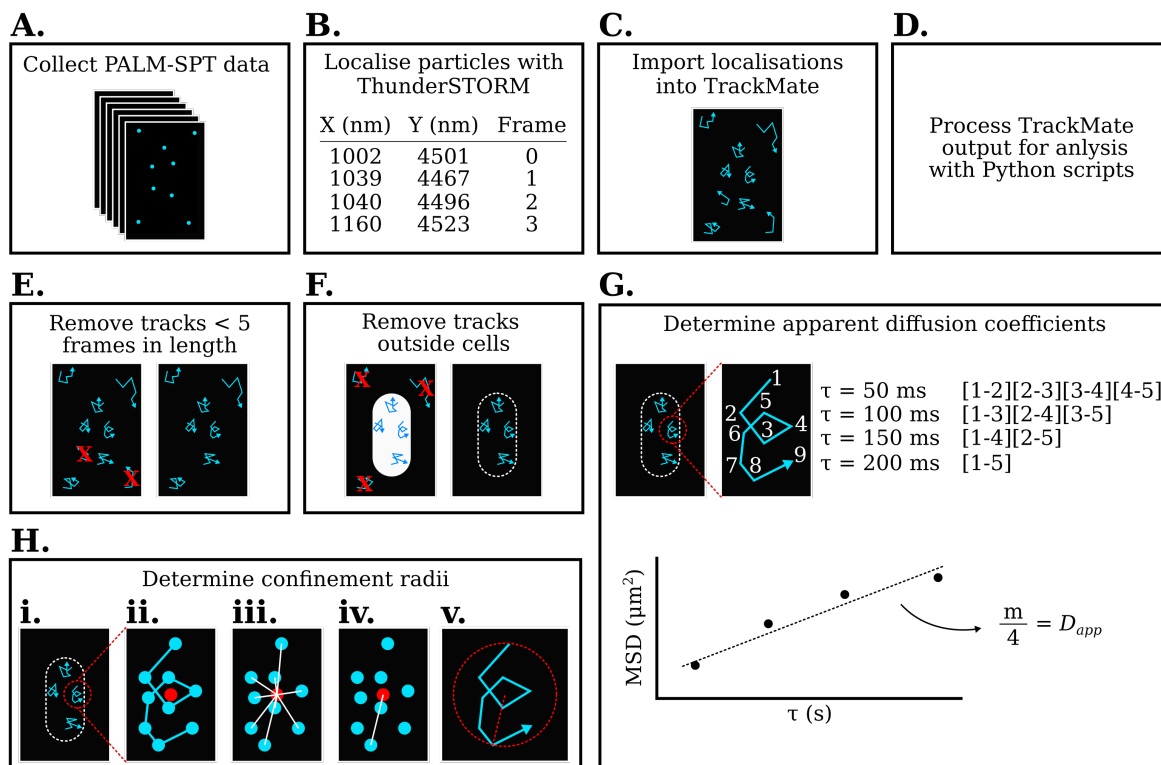 A.
Collect PALM-SPT data
B.
Localise particles with
ThunderSTORM
X (nm) Y (nm) Frame
1002 4501 0
1039 4467 1
1040 4496 2
1160 4523 3
C.
Import localisations
into TrackMate
D.
Process TrackMate
output for anlysis
with Python scripts
E.
Remove tracks < 5
frames in length
X
X
F.
Remove tracks
outside cells
X
X
X
G.
Determine apparent diffusion coefficients
1
2
3
4
5
6
7
8
9
τ = 50 ms [1-2][2-3][3-4][4-5]
τ = 100 ms [1-3][2-4][3-5]
τ = 150 ms [1-4][2-5]
τ = 200 ms [1-5]
MSD (μm²)
τ (s)
m
4 = D_app
H.
Determine confinement radii
i. ii. iii. iv. v.